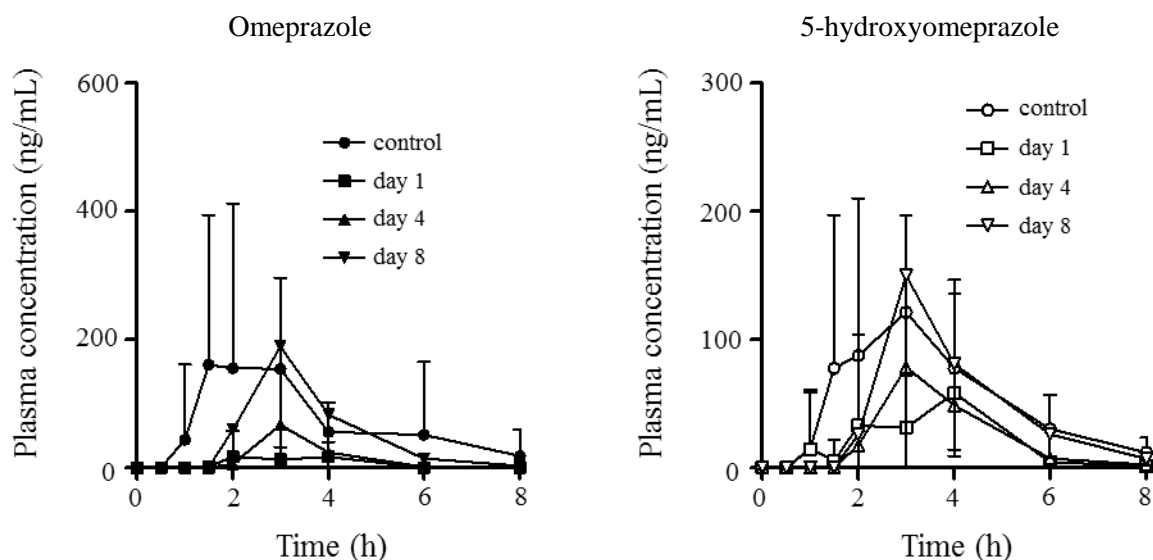 Omeprazole
Plasma concentration (ng/mL)
600
400
200
0
control
day 1
day 4
day 8
0 2 4 6 8
Time (h)
5-hydroxyomeprazole
Plasma concentration (ng/mL)
300
200
100
0
control
day 1
day 4
day 8
0 2 4 6 8
Time (h)